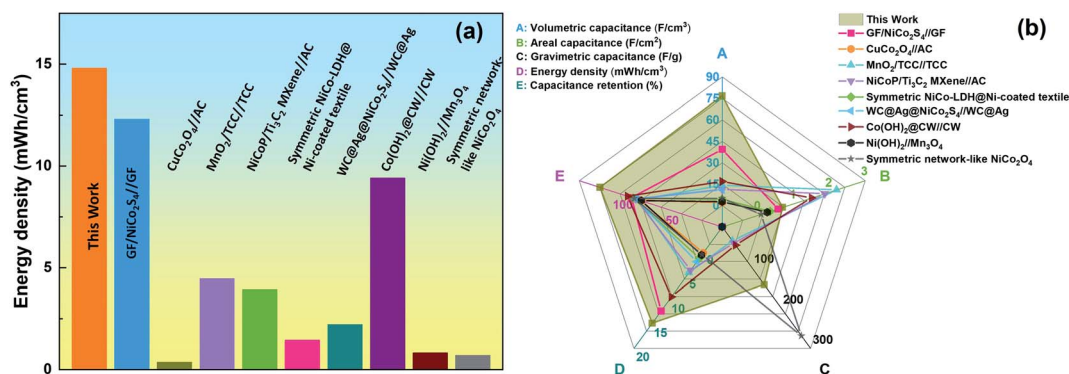 (a)
Energy density (mWh/cm3)
15
10
5
0
This Work
GF/NiCo₂S₄//GF
CuCo₂O₄//AC
MnO₂/TCC//TCC
NiCoP/Ti₃C₂ MXene//AC
Symmetric NiCo-LDH@
Ni-coated textile
WC@Ag@NiCo₂S₄//WC@Ag
Co(OH)₂@CW//CW
Ni(OH)₂//Mn₃O₄
Symmetric network-
like NiCo₂O₄
(b)
A: Volumetric capacitance (F/cm³)
B: Areal capacitance (F/cm²)
C: Gravimetric capacitance (F/g)
D: Energy density (mWh/cm³)
E: Capacitance retention (%)
A
90
75
60
45
30
15
0
B
3
2
1
0
C
100
200
300
D
0
5
10
15
20
E
100
50
This Work
GF/NiCo₂S₄//GF
CuCo₂O₄//AC
MnO₂/TCC//TCC
NiCoP/Ti₃C₂ MXene//AC
Symmetric NiCo-LDH@Ni-coated textile
WC@Ag@NiCo₂S₄//WC@Ag
Co(OH)₂@CW//CW
Ni(OH)₂//Mn₃O₄
Symmetric network-like NiCo₂O₄